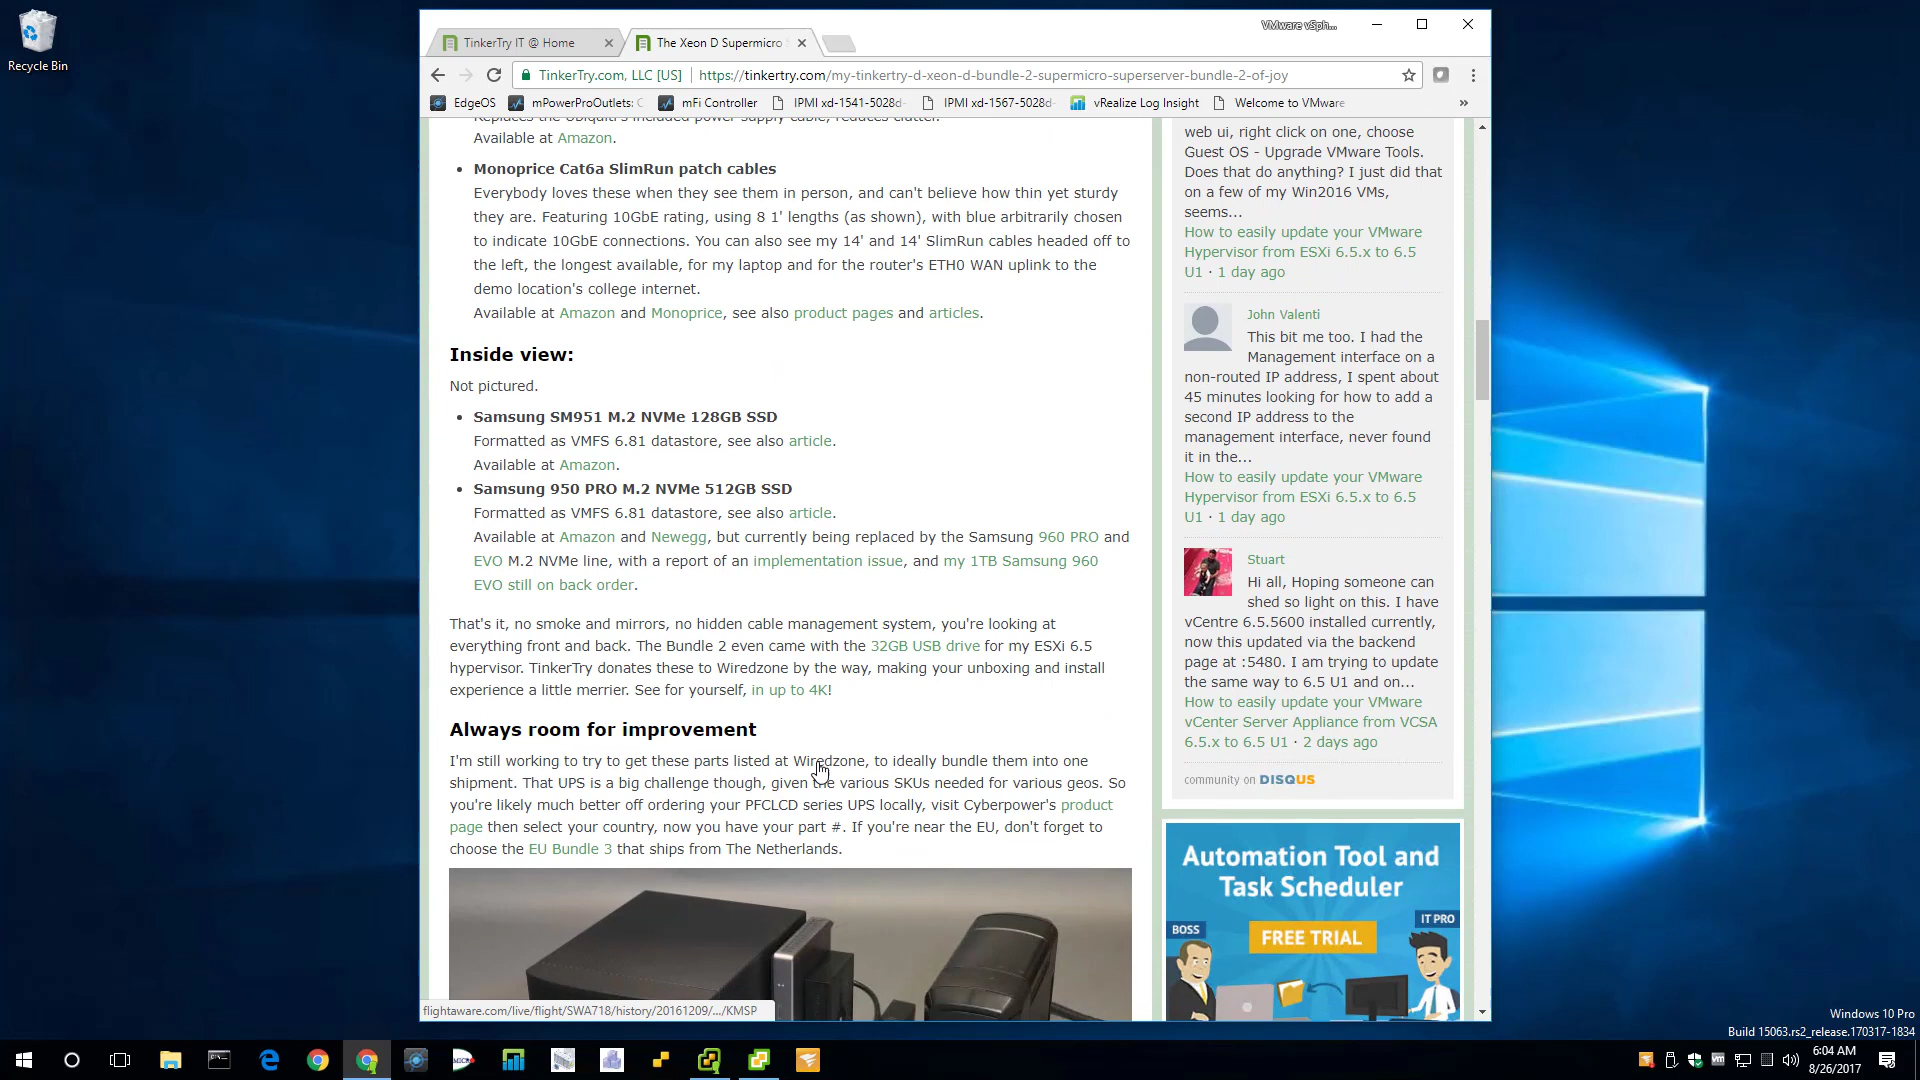 Recycle Bin
VMware vSph...
TinkerTry IT @ Home
The Xeon D Supermicro
TinkerTry.com, LLC [US]
https://tinkertry.com/my-tinkertry-d-xeon-d-bundle-2-supermicro-superserver-bundle-2-of-joy
EdgeOS
mPowerProOutlets: C
mFi Controller
IPMI xd-1541-5028d-
IPMI xd-1567-5028d-
vRealize Log Insight
Welcome to VMware
»
Replaces the Ubiquiti's included power supply cable, reduces clutter.
Available at Amazon.
• Monoprice Cat6a SlimRun patch cables
Everybody loves these when they see them in person, and can't believe how thin yet sturdy
they are. Featuring 10GbE rating, using 8 1' lengths (as shown), with blue arbitrarily chosen
to indicate 10GbE connections. You can also see my 14' and 14' SlimRun cables headed off to
the left, the longest available, for my laptop and for the router's ETH0 WAN uplink to the
demo location's college internet.
Available at Amazon and Monoprice, see also product pages and articles.
Inside view:
Not pictured.
• Samsung SM951 M.2 NVMe 128GB SSD
Formatted as VMFS 6.81 datastore, see also article.
Available at Amazon.
• Samsung 950 PRO M.2 NVMe 512GB SSD
Formatted as VMFS 6.81 datastore, see also article.
Available at Amazon and Newegg, but currently being replaced by the Samsung 960 PRO and
EVO M.2 NVMe line, with a report of an implementation issue, and my 1TB Samsung 960
EVO still on back order.
That's it, no smoke and mirrors, no hidden cable management system, you're looking at
everything front and back. The Bundle 2 even came with the 32GB USB drive for my ESXi 6.5
hypervisor. TinkerTry donates these to Wiredzone by the way, making your unboxing and install
experience a little merrier. See for yourself, in up to 4K!
Always room for improvement
I'm still working to try to get these parts listed at Wiredzone, to ideally bundle them into one
shipment. That UPS is a big challenge though, given the various SKUs needed for various geos. So
you're likely much better off ordering your PFCLCD series UPS locally, visit Cyberpower's product
page then select your country, now you have your part #. If you're near the EU, don't forget to
choose the EU Bundle 3 that ships from The Netherlands.
flightaware.com/live/flight/SWA718/history/20161209/.../KMSP
web ui, right click on one, choose
Guest OS - Upgrade VMware Tools.
Does that do anything? I just did that
on a few of my Win2016 VMs,
seems...
How to easily update your VMware
Hypervisor from ESXi 6.5.x to 6.5
U1 · 1 day ago
John Valenti
This bit me too. I had the
Management interface on a
non-routed IP address, I spent about
45 minutes looking for how to add a
second IP address to the
management interface, never found
it in the...
How to easily update your VMware
Hypervisor from ESXi 6.5.x to 6.5
U1 · 1 day ago
Stuart
Hi all, Hoping someone can
shed so light on this. I have
vCentre 6.5.5600 installed currently,
now this updated via the backend
page at :5480. I am trying to update
the same way to 6.5 U1 and on...
How to easily update your VMware
vCenter Server Appliance from VCSA
6.5.x to 6.5 U1 · 2 days ago
community on DISQUS
Automation Tool and
Task Scheduler
BOSS
IT PRO
FREE TRIAL
Windows 10 Pro
Build 15063.rs2_release.170317-1834
6:04 AM
8/26/2017